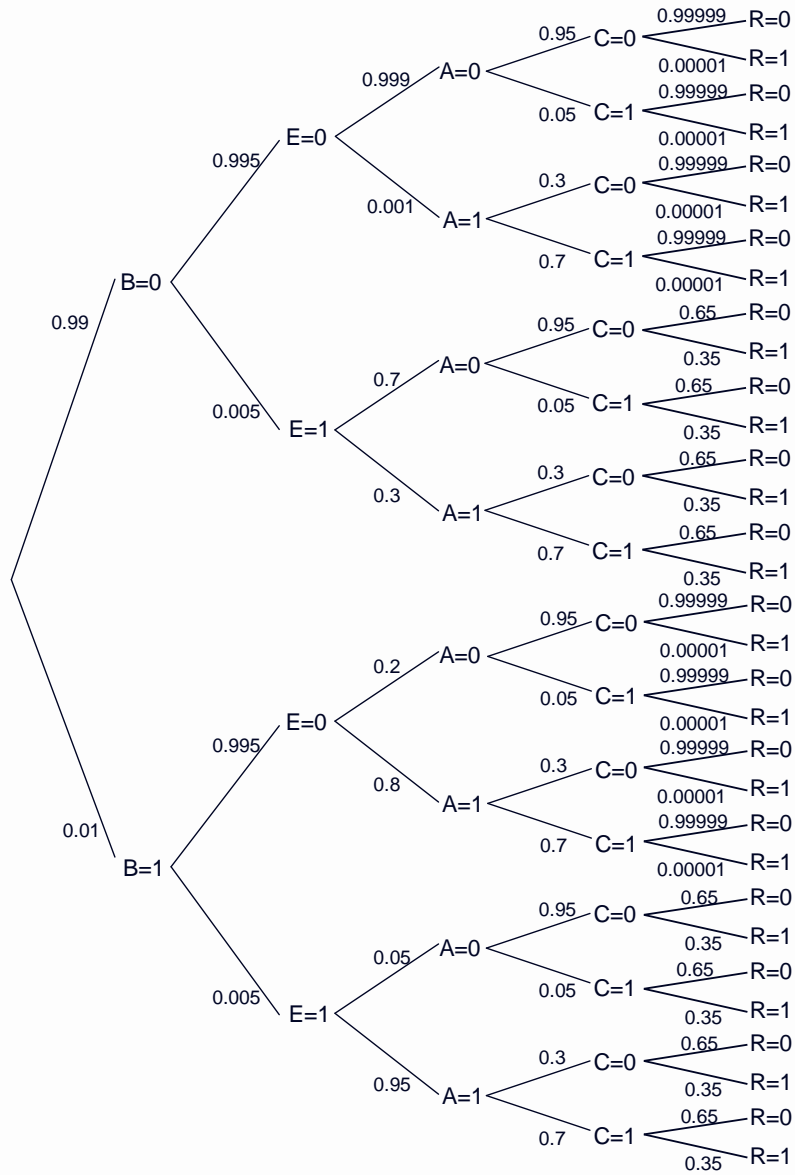 0.99999 R=0
0.95 C=0
0.00001 R=1
0.999 A=0
0.99999 R=0
0.05 C=1
0.00001 R=1
0.995 E=0
0.99999 R=0
0.3 C=0
0.00001 R=1
0.001 A=1
0.99999 R=0
0.7 C=1
0.00001 R=1
0.99 B=0
0.65 R=0
0.95 C=0
0.35 R=1
0.7 A=0
0.65 R=0
0.05 C=1
0.35 R=1
0.005 E=1
0.65 R=0
0.3 C=0
0.35 R=1
0.3 A=1
0.65 R=0
0.7 C=1
0.35 R=1
0.99999 R=0
0.95 C=0
0.00001 R=1
0.2 A=0
0.99999 R=0
0.05 C=1
0.00001 R=1
0.995 E=0
0.99999 R=0
0.3 C=0
0.00001 R=1
0.8 A=1
0.99999 R=0
0.7 C=1
0.00001 R=1
0.01 B=1
0.65 R=0
0.95 C=0
0.35 R=1
0.05 A=0
0.65 R=0
0.05 C=1
0.35 R=1
0.005 E=1
0.65 R=0
0.3 C=0
0.35 R=1
0.95 A=1
0.65 R=0
0.7 C=1
0.35 R=1